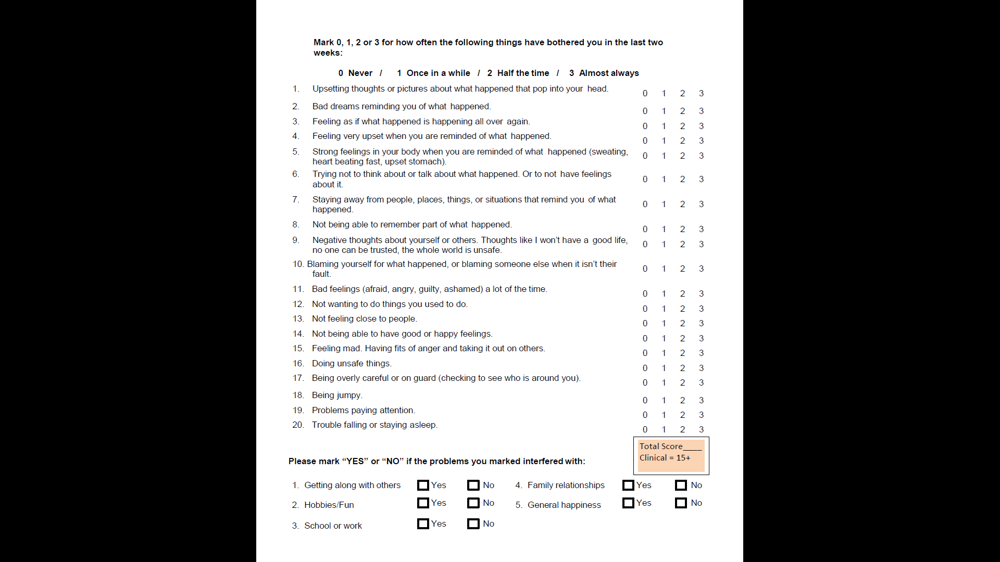 Mark 0, 1, 2 or 3 for how often the following things have bothered you in the last two
weeks:
0 Never / 1 Once in a while / 2 Half the time / 3 Almost always
1. Upsetting thoughts or pictures about what happened that pop into your head. 0 1 2 3
2. Bad dreams reminding you of what happened. 0 1 2 3
3. Feeling as if what happened is happening all over again. 0 1 2 3
4. Feeling very upset when you are reminded of what happened. 0 1 2 3
5. Strong feelings in your body when you are reminded of what happened (sweating, 0 1 2 3
heart beating fast, upset stomach).
6. Trying not to think about or talk about what happened. Or to not have feelings 0 1 2 3
about it.
7. Staying away from people, places, things, or situations that remind you of what 0 1 2 3
happened.
8. Not being able to remember part of what happened. 0 1 2 3
9. Negative thoughts about yourself or others. Thoughts like I won’t have a good life, 0 1 2 3
no one can be trusted, the whole world is unsafe.
10. Blaming yourself for what happened, or blaming someone else when it isn’t their 0 1 2 3
fault.
11. Bad feelings (afraid, angry, guilty, ashamed) a lot of the time. 0 1 2 3
12. Not wanting to do things you used to do. 0 1 2 3
13. Not feeling close to people. 0 1 2 3
14. Not being able to have good or happy feelings. 0 1 2 3
15. Feeling mad. Having fits of anger and taking it out on others. 0 1 2 3
16. Doing unsafe things. 0 1 2 3
17. Being overly careful or on guard (checking to see who is around you). 0 1 2 3
18. Being jumpy. 0 1 2 3
19. Problems paying attention. 0 1 2 3
20. Trouble falling or staying asleep. 0 1 2 3
Total Score____
Clinical = 15+
Please mark “YES” or “NO” if the problems you marked interfered with:
1. Getting along with others Yes No 4. Family relationships Yes No
2. Hobbies/Fun Yes No 5. General happiness Yes No
3. School or work Yes No